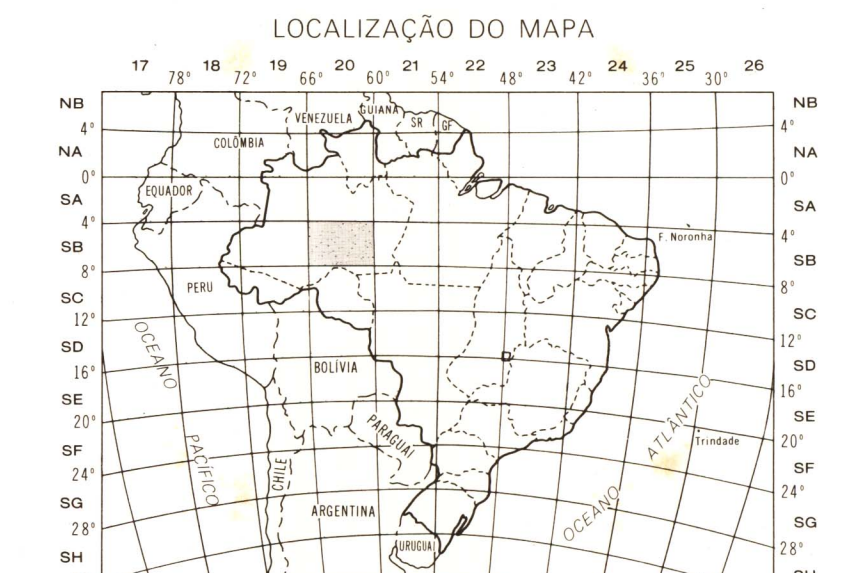 LOCALIZAÇÃO DO MAPA
17 18 19 20 21 22 23 24 25 26
78° 72° 66° 60° 54° 48° 42° 36° 30°
NB NB
GUIANA
VENEZUELA SR GF
4° 4°
COLÔMBIA
NA NA
0° 0°
EQUADOR
SA SA
4° 4°
F. Noronha
SB SB
8° 8°
PERU
SC SC
12° 12°
OCEANO
SD SD
BOLÍVIA
16° 16°
SE SE
ATLÂNTICO
20° 20°
PARAGUAI
Trindade
SF SF
PACÍFICO
CHILE
24° 24°
SG SG
ARGENTINA
OCEANO
28° 28°
URUGUAI
SH